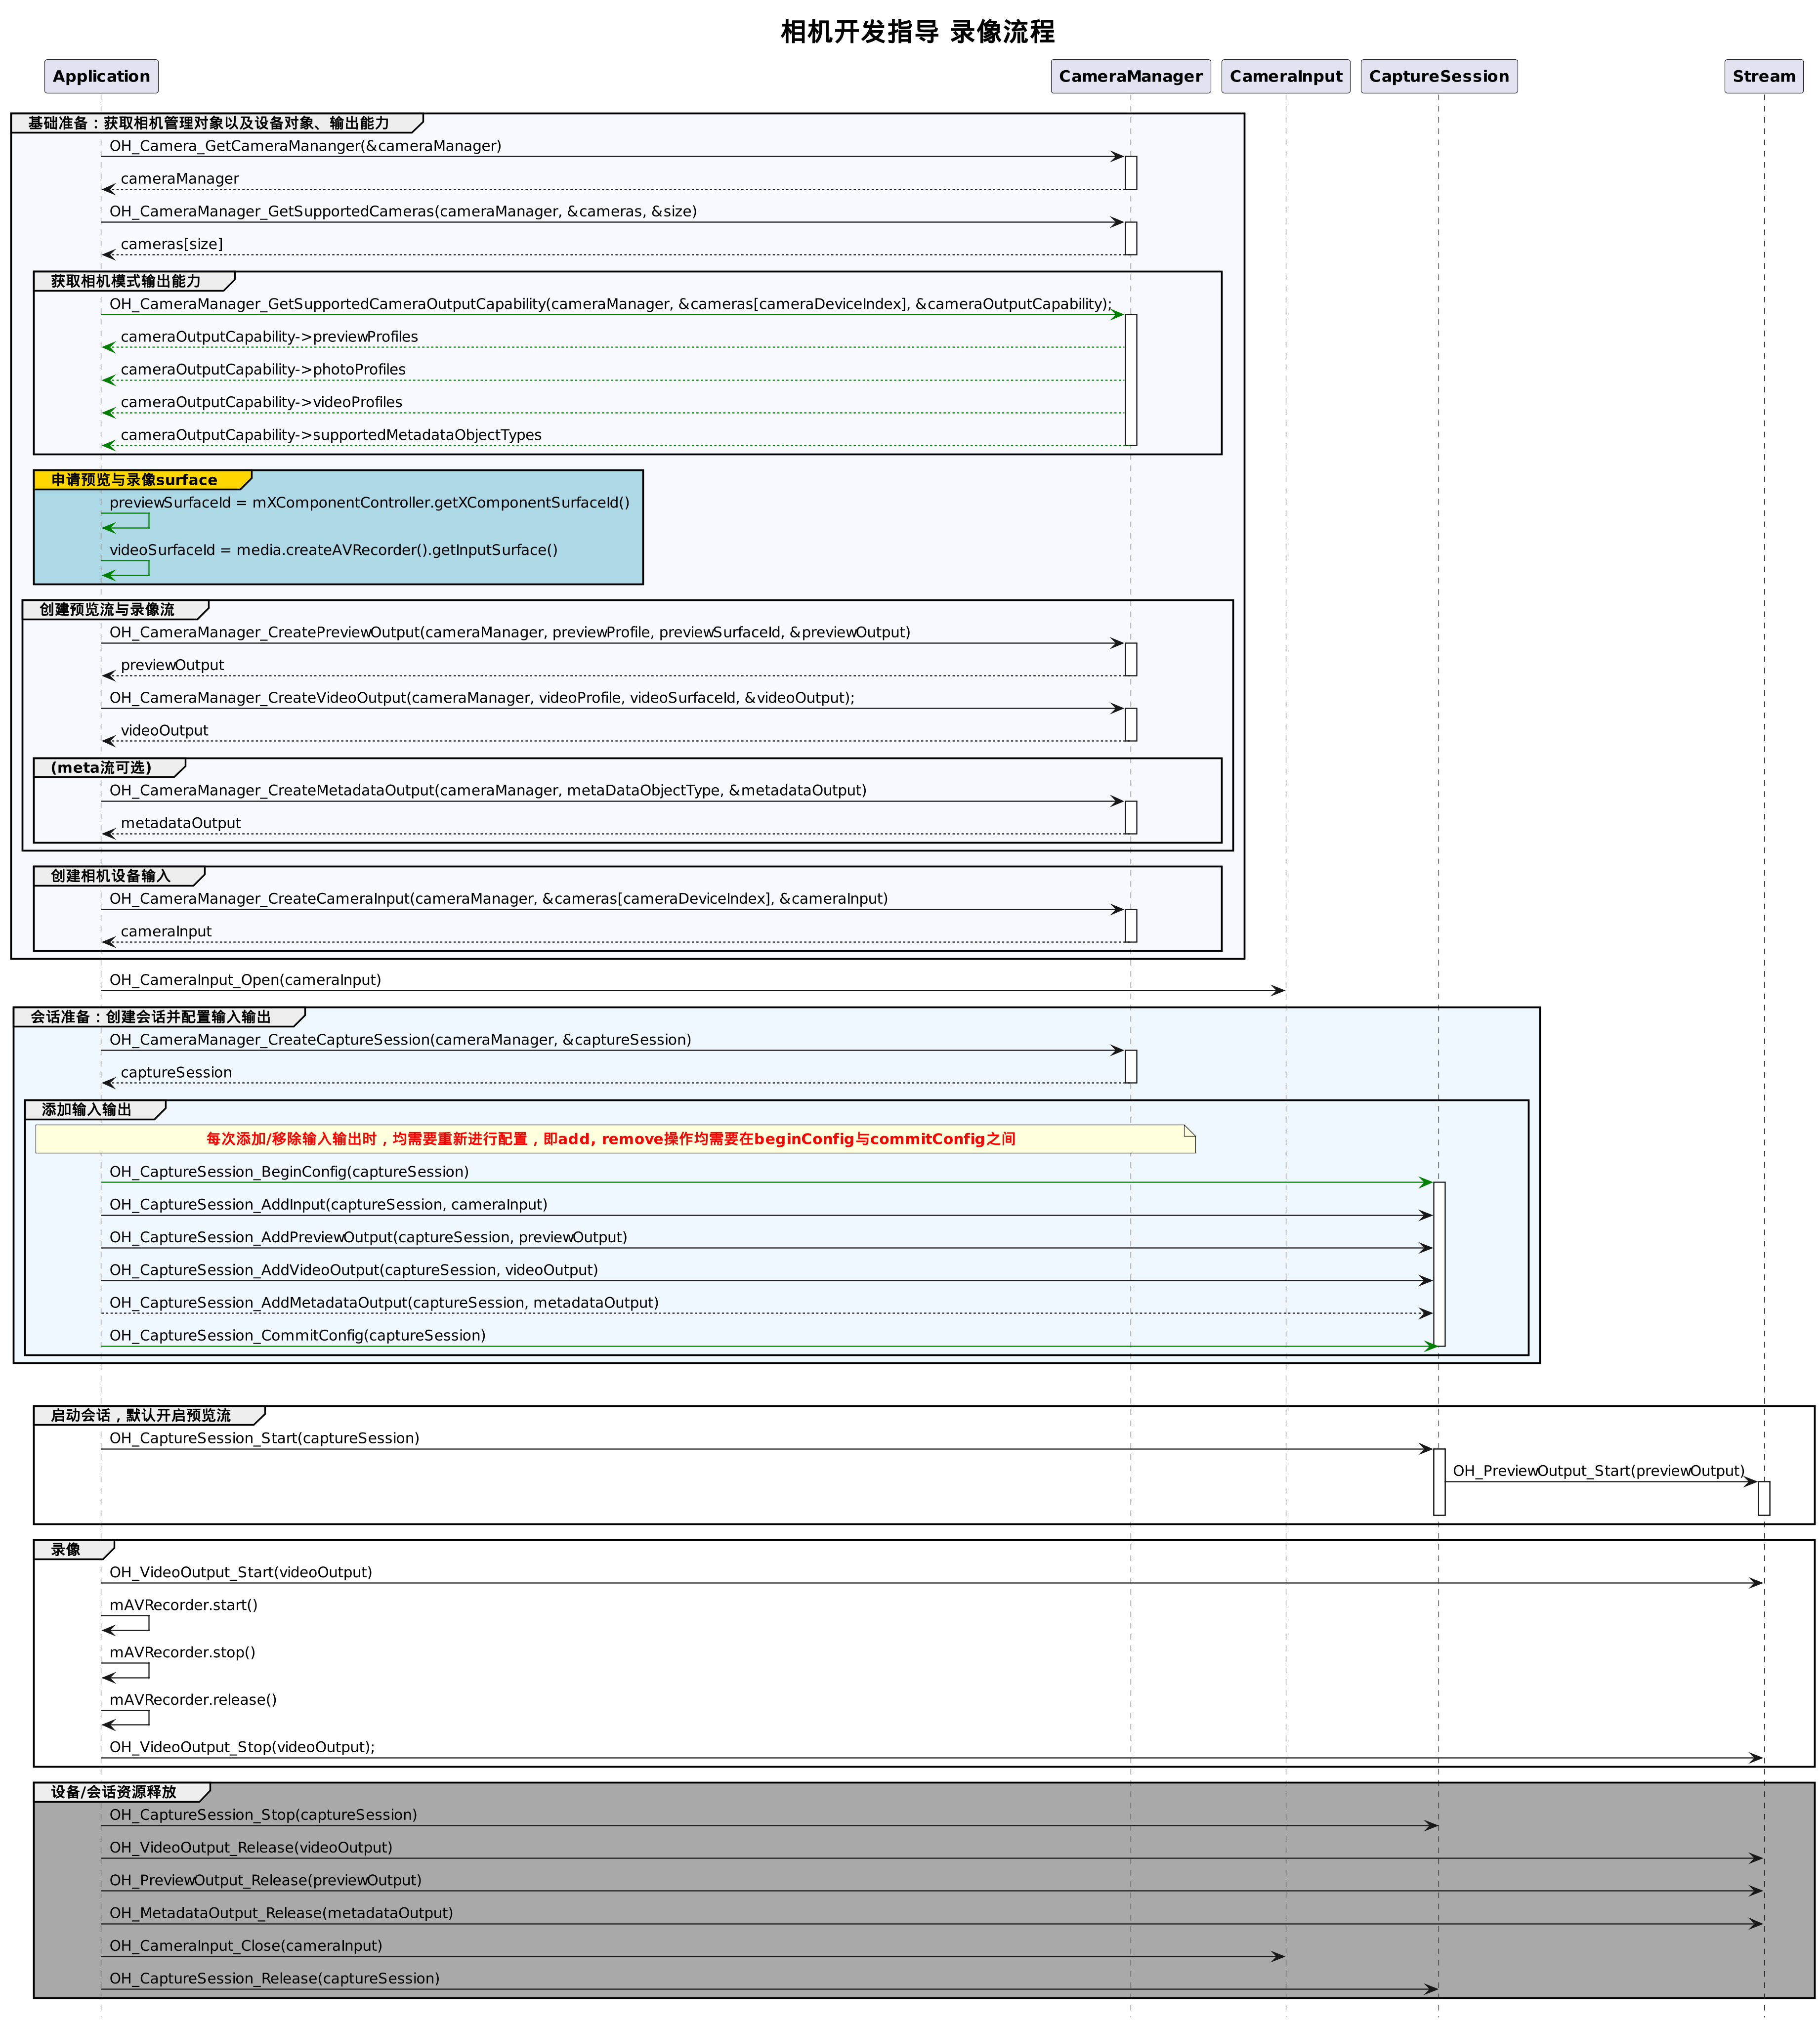 相机开发指导 录像流程
Application
CameraManager
CameraInput
CaptureSession
Stream
基础准备：获取相机管理对象以及设备对象、输出能力
OH_Camera_GetCameraMananger(&cameraManager)
cameraManager
OH_CameraManager_GetSupportedCameras(cameraManager, &cameras, &size)
cameras[size]
获取相机模式输出能力
OH_CameraManager_GetSupportedCameraOutputCapability(cameraManager, &cameras[cameraDeviceIndex], &cameraOutputCapability);
cameraOutputCapability->previewProfiles
cameraOutputCapability->photoProfiles
cameraOutputCapability->videoProfiles
cameraOutputCapability->supportedMetadataObjectTypes
申请预览与录像surface
previewSurfaceId = mXComponentController.getXComponentSurfaceId()
videoSurfaceId = media.createAVRecorder().getInputSurface()
创建预览流与录像流
OH_CameraManager_CreatePreviewOutput(cameraManager, previewProfile, previewSurfaceId, &previewOutput)
previewOutput
OH_CameraManager_CreateVideoOutput(cameraManager, videoProfile, videoSurfaceId, &videoOutput);
videoOutput
(meta流可选)
OH_CameraManager_CreateMetadataOutput(cameraManager, metaDataObjectType, &metadataOutput)
metadataOutput
创建相机设备输入
OH_CameraManager_CreateCameraInput(cameraManager, &cameras[cameraDeviceIndex], &cameraInput)
cameraInput
OH_CameraInput_Open(cameraInput)
会话准备：创建会话并配置输入输出
OH_CameraManager_CreateCaptureSession(cameraManager, &captureSession)
captureSession
添加输入输出
每次添加/移除输入输出时，均需要重新进行配置，即add, remove操作均需要在beginConfig与commitConfig之间
OH_CaptureSession_BeginConfig(captureSession)
OH_CaptureSession_AddInput(captureSession, cameraInput)
OH_CaptureSession_AddPreviewOutput(captureSession, previewOutput)
OH_CaptureSession_AddVideoOutput(captureSession, videoOutput)
OH_CaptureSession_AddMetadataOutput(captureSession, metadataOutput)
OH_CaptureSession_CommitConfig(captureSession)
启动会话，默认开启预览流
OH_CaptureSession_Start(captureSession)
OH_PreviewOutput_Start(previewOutput)
录像
OH_VideoOutput_Start(videoOutput)
mAVRecorder.start()
mAVRecorder.stop()
mAVRecorder.release()
OH_VideoOutput_Stop(videoOutput);
设备/会话资源释放
OH_CaptureSession_Stop(captureSession)
OH_VideoOutput_Release(videoOutput)
OH_PreviewOutput_Release(previewOutput)
OH_MetadataOutput_Release(metadataOutput)
OH_CameraInput_Close(cameraInput)
OH_CaptureSession_Release(captureSession)